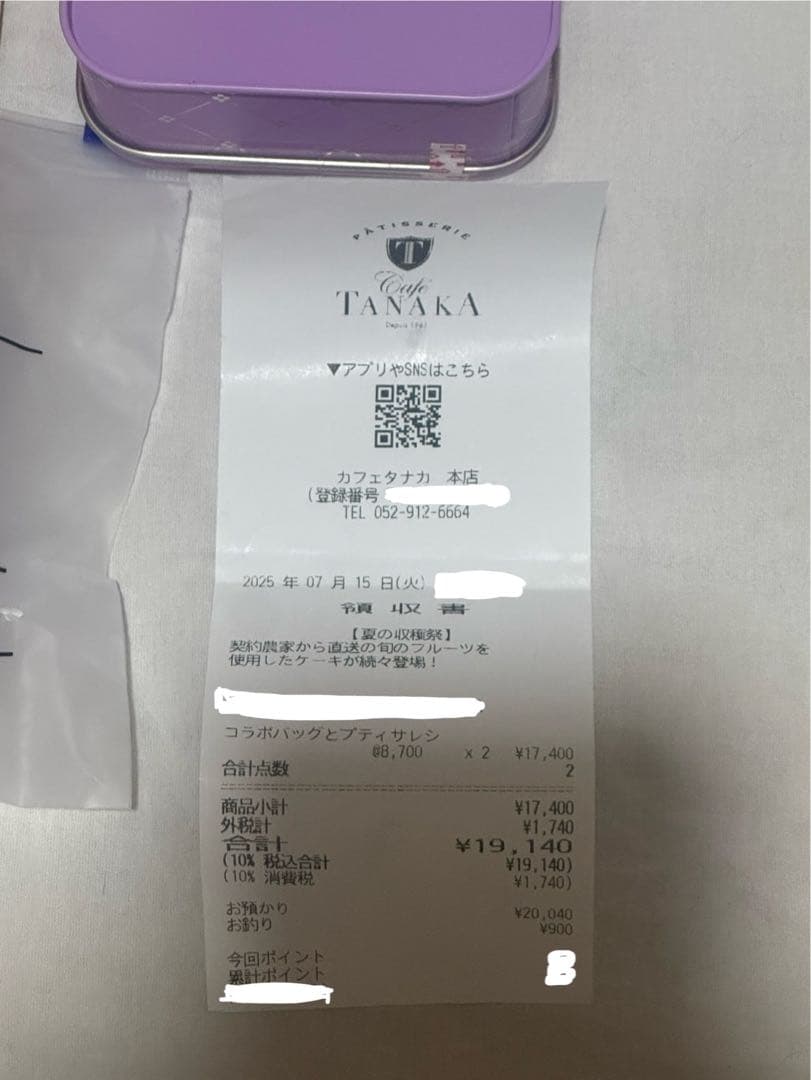 PÂTISSERIE
T
Café
TANAKA
Depuis 1963
▼アプリやSNSはこちら
カフェタナカ 本店
(登録番号
TEL 052-912-6664
2025 年 07 月 15 日(火)
領収書
【夏の収穫祭】
契約農家から直送の旬のフルーツを
使用したケーキが続々登場！
コラボバッグとプティサレシ
@8,700 x 2 ¥17,400
合計点数 2
商品小計 ¥17,400
外税計 ¥1,740
合計 ¥19,140
(10% 税込合計 ¥19,140)
(10% 消費税 ¥1,740)
お預かり ¥20,040
お釣り ¥900
今回ポイント
累計ポイント